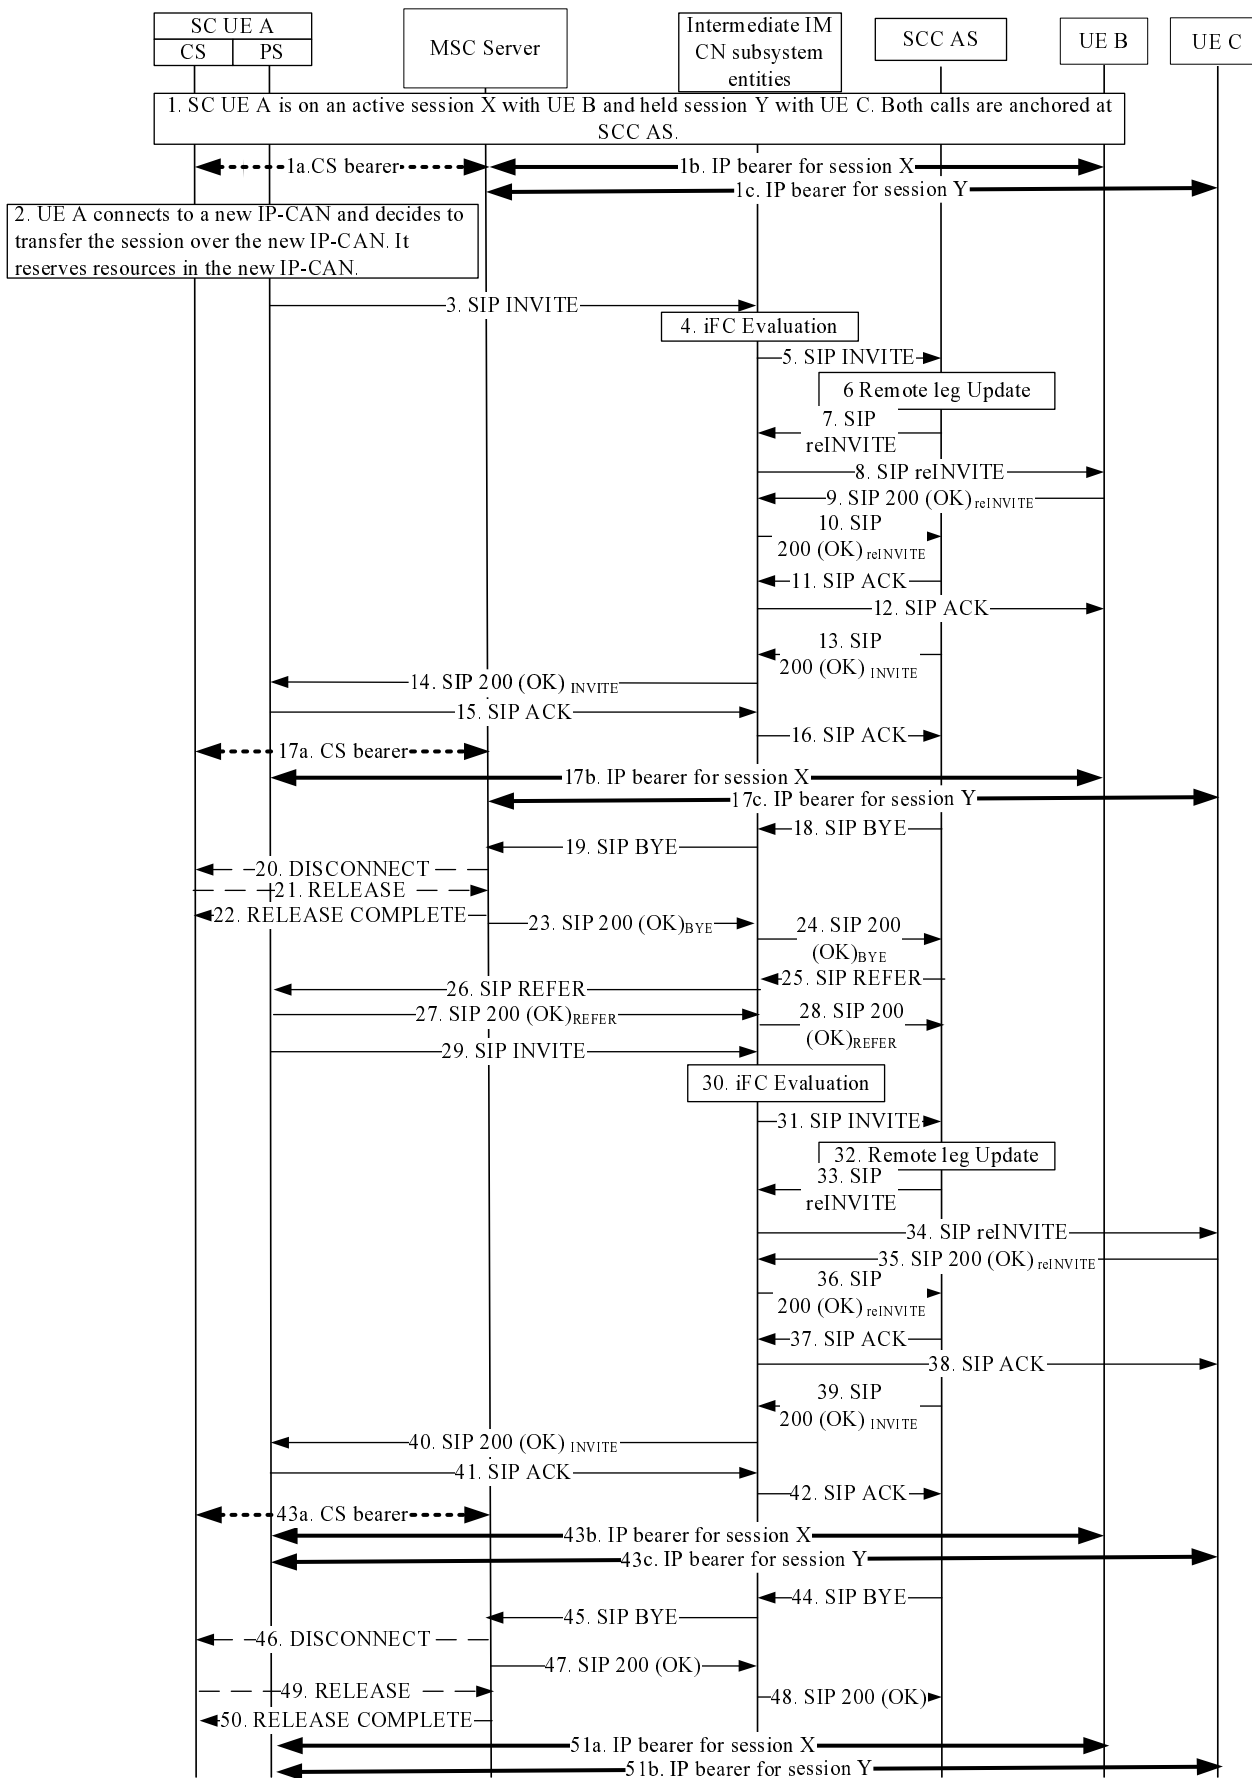 SC UE A
CS
PS
MSC Server
Intermediate IM
CN subsystem
entities
SCC AS
UE B
UE C
1. SC UE A is on an active session X with UE B and held session Y with UE C. Both calls are anchored at
SCC AS.
1a.CS bearer
1b. IP bearer for session X
1c. IP bearer for session Y
2. UE A connects to a new IP-CAN and decides to
transfer the session over the new IP-CAN. It
reserves resources in the new IP-CAN.
3. SIP INVITE
4. iFC Evaluation
5. SIP INVITE
6 Remote leg Update
7. SIP
reINVITE
8. SIP reINVITE
9. SIP 200 (OK) reINVITE
10. SIP
200 (OK) reINVITE
11. SIP ACK
12. SIP ACK
13. SIP
200 (OK) INVITE
14. SIP 200 (OK) INVITE
15. SIP ACK
16. SIP ACK
17a. CS bearer
17b. IP bearer for session X
17c. IP bearer for session Y
18. SIP BYE
19. SIP BYE
20. DISCONNECT
21. RELEASE
22. RELEASE COMPLETE
23. SIP 200 (OK)BYE
24. SIP 200
(OK)BYE
25. SIP REFER
26. SIP REFER
27. SIP 200 (OK)REFER
28. SIP 200
(OK)REFER
29. SIP INVITE
30. iFC Evaluation
31. SIP INVITE
32. Remote leg Update
33. SIP
reINVITE
34. SIP reINVITE
35. SIP 200 (OK) reINVITE
36. SIP
200 (OK) reINVITE
37. SIP ACK
38. SIP ACK
39. SIP
200 (OK) INVITE
40. SIP 200 (OK) INVITE
41. SIP ACK
42. SIP ACK
43a. CS bearer
43b. IP bearer for session X
43c. IP bearer for session Y
44. SIP BYE
45. SIP BYE
46. DISCONNECT
47. SIP 200 (OK)
49. RELEASE
48. SIP 200 (OK)
50. RELEASE COMPLETE
51a. IP bearer for session X
51b. IP bearer for session Y